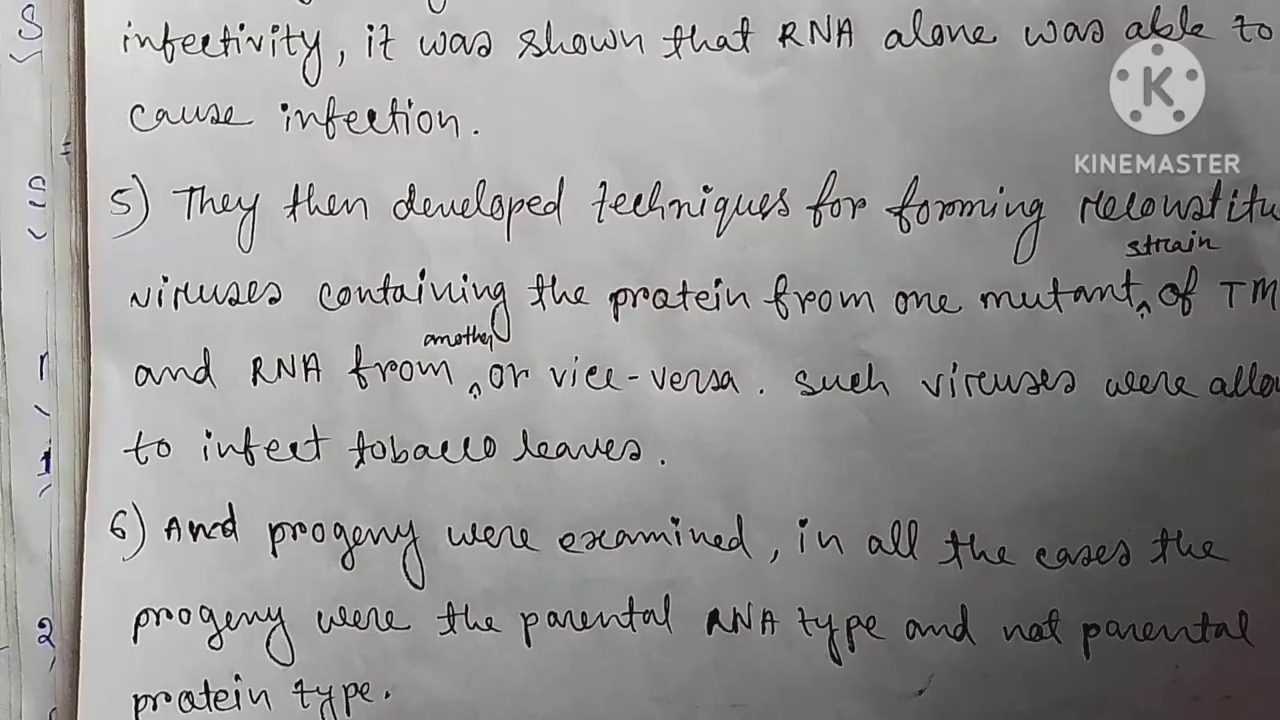 infectivity, it was shown that RNA alone was able to
cause infection.
K
KINEMASTER
5) They then developed techniques for forming reconstitu
strain
viruses containing the protein from one mutant ^ of TM
another
and RNA from ^ or vice-versa. Such viruses were allow
to infect tobacco leaves.
6) And progeny were examined, in all the cases the
progeny were the parental RNA type and not parental
protein type.
2